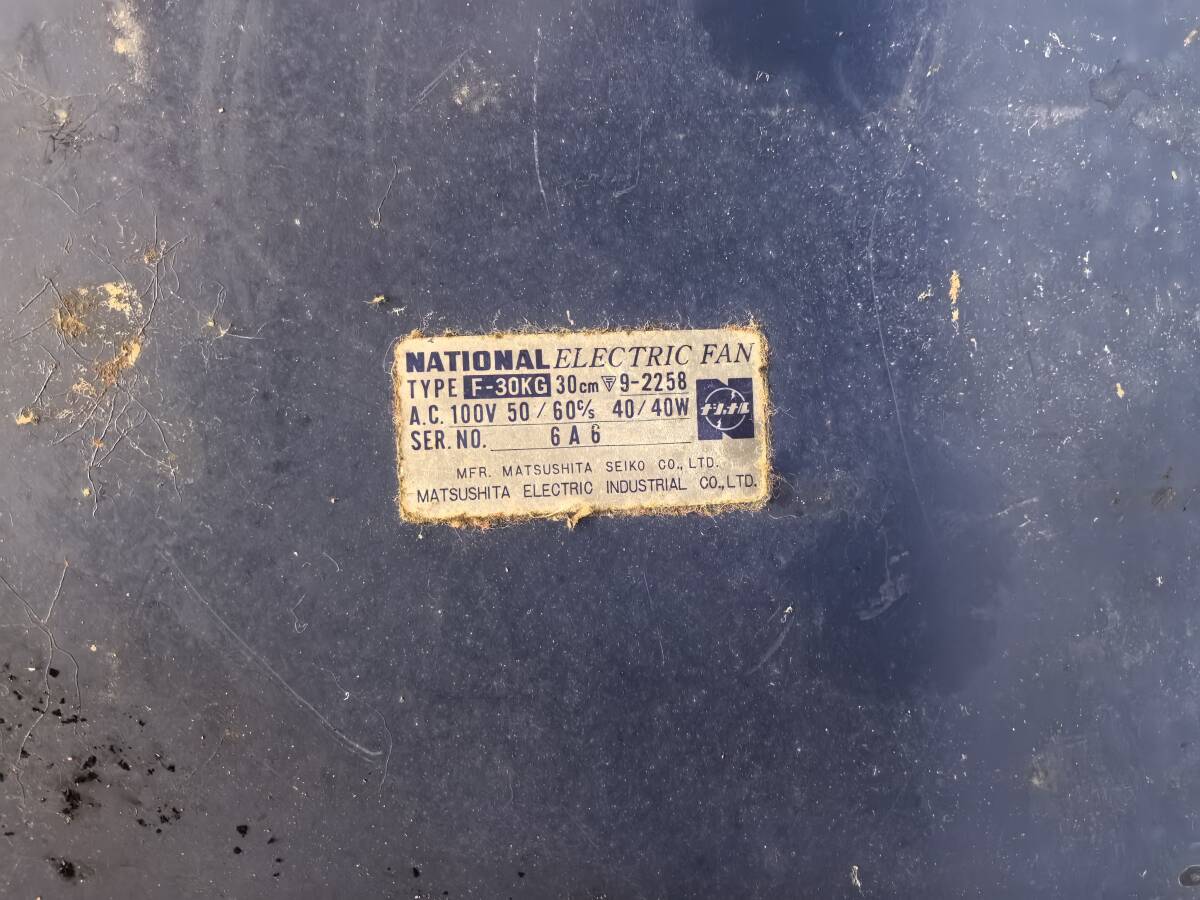 NATIONAL ELECTRIC FAN
TYPE F-30KG 30cm 〒 9-2258
A.C. 100V 50/60c/s 40/40W
ナショナル
SER. NO. 6A6
MFR. MATSUSHITA SEIKO CO., LTD.
MATSUSHITA ELECTRIC INDUSTRIAL CO., LTD.